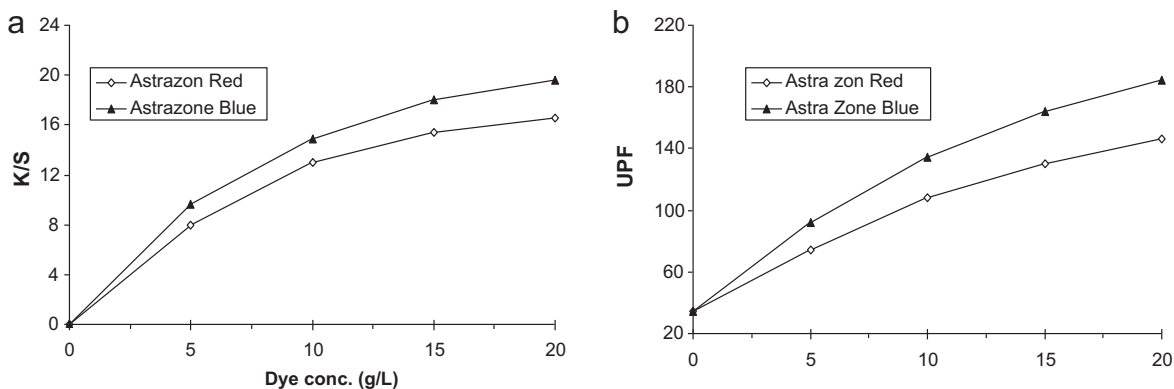 a
24
20
16
12
8
4
0
K/S
Astrazon Red
Astrazone Blue
0 5 10 15 20
Dye conc. (g/L)
b
220
180
140
100
60
20
UPF
Astra zon Red
Astra Zone Blue
0 5 10 15 20